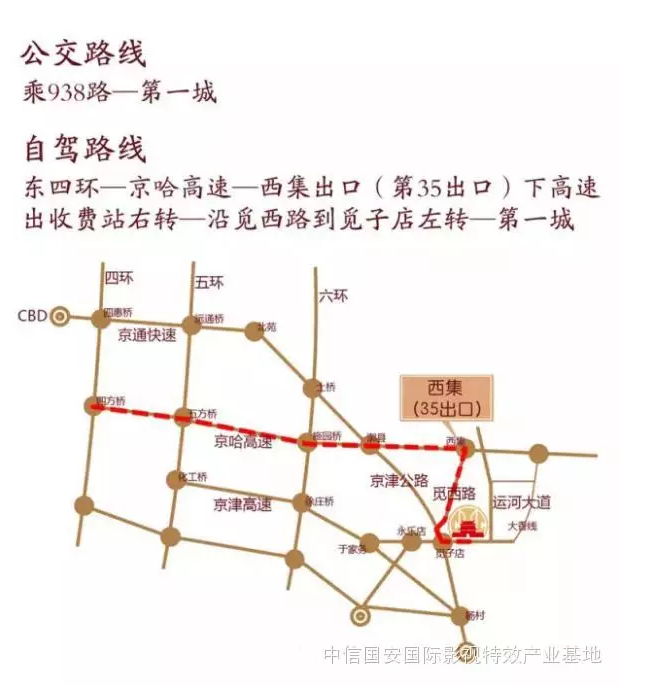 公交路线
乘938路—第一城
自驾路线
东四环—京哈高速—西集出口（第35出口）下高速
出收费站右转—沿觅西路到觅子店左转—第一城
四环
五环
六环
CBD
四惠桥
远通桥
北苑
京通快速
土桥
西集
(35出口)
四方桥
五方桥
京哈高速
施园桥
漷县
西集
化工桥
京津高速
徐庄桥
京津公路
觅西路
运河大道
大香线
永乐店
于家务
觅子店
杨村
中信国安国际影视特效产业基地